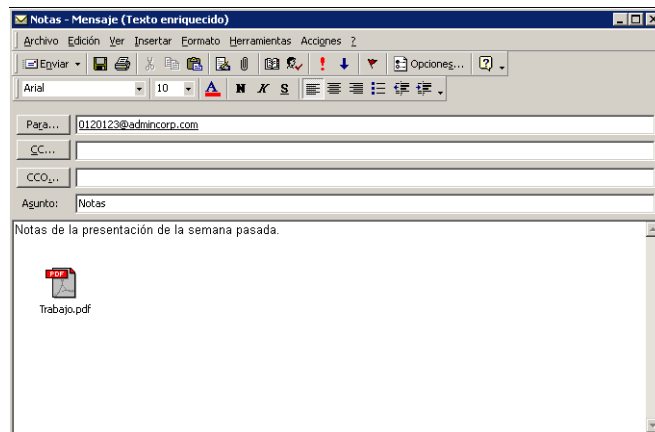 Notas - Mensaje (Texto enriquecido)
Archivo Edición Ver Insertar Formato Herramientas Acciones ?
Enviar Opciones...
Arial 10 A N K S
Para... 0120123@admincorp.com
CC...
CCO...
Asunto: Notas
Notas de la presentación de la semana pasada.
PDF
Trabajo.pdf